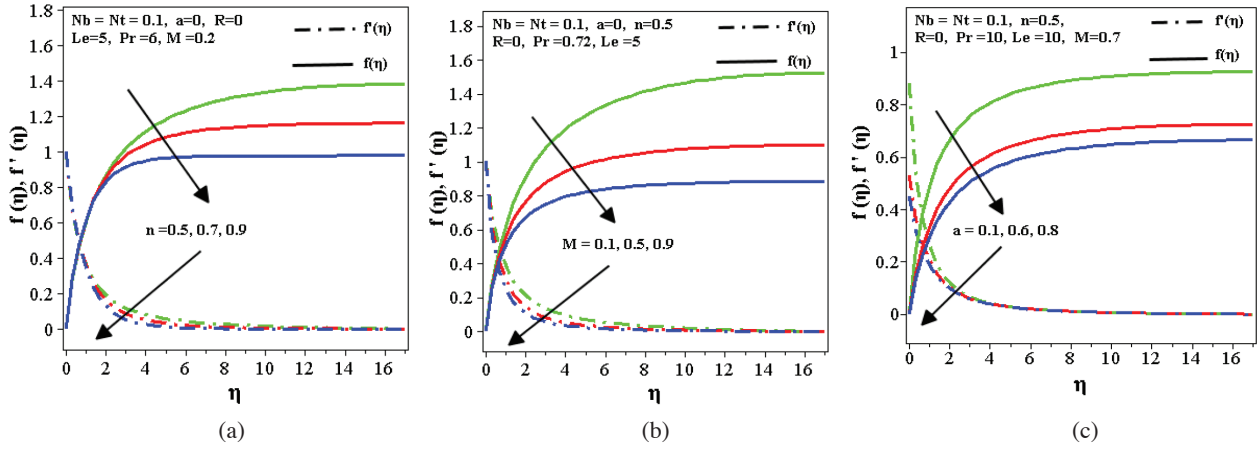 Nb = Nt = 0.1, a=0, R=0
Le=5, Pr =6, M =0.2
f'(η)
f(η)
n =0.5, 0.7, 0.9
f (η), f ' (η)
1.8
1.6
1.4
1.2
1
0.8
0.6
0.4
0.2
0
0 2 4 6 8 10 12 14 16
η
(a)
Nb = Nt = 0.1, a=0, n=0.5
R=0, Pr =0.72, Le =5
f'(η)
f(η)
M = 0.1, 0.5, 0.9
f (η), f ' (η)
1.8
1.6
1.4
1.2
1.0
0.8
0.6
0.4
0.2
0
0 2 4 6 8 10 12 14 16
η
(b)
Nb = Nt = 0.1, n=0.5,
R=0, Pr=10, Le =10, M=0.7
f'(η)
f(η)
a = 0.1, 0.6, 0.8
f (η), f ' (η)
1
0.8
0.6
0.4
0.2
0
0 2 4 6 8 10 12 14 16
η
(c)